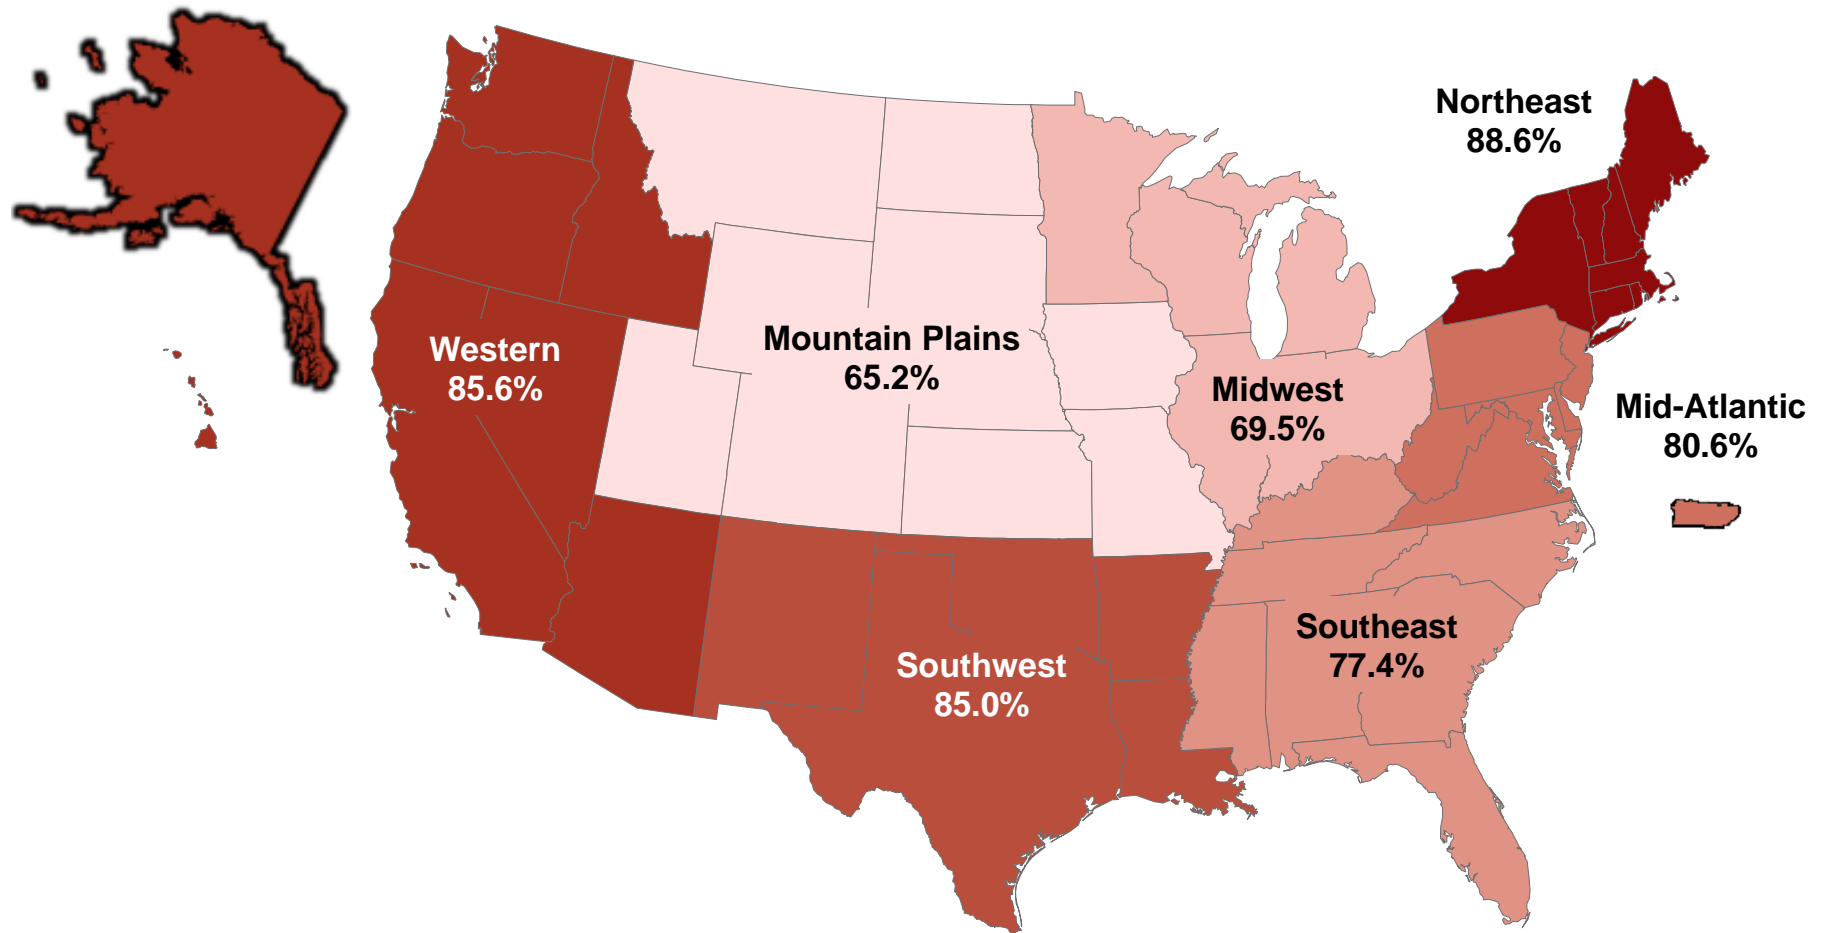 Northeast
88.6%
Western
85.6%
Mountain Plains
65.2%
Midwest
69.5%
Mid-Atlantic
80.6%
Southeast
77.4%
Southwest
85.0%